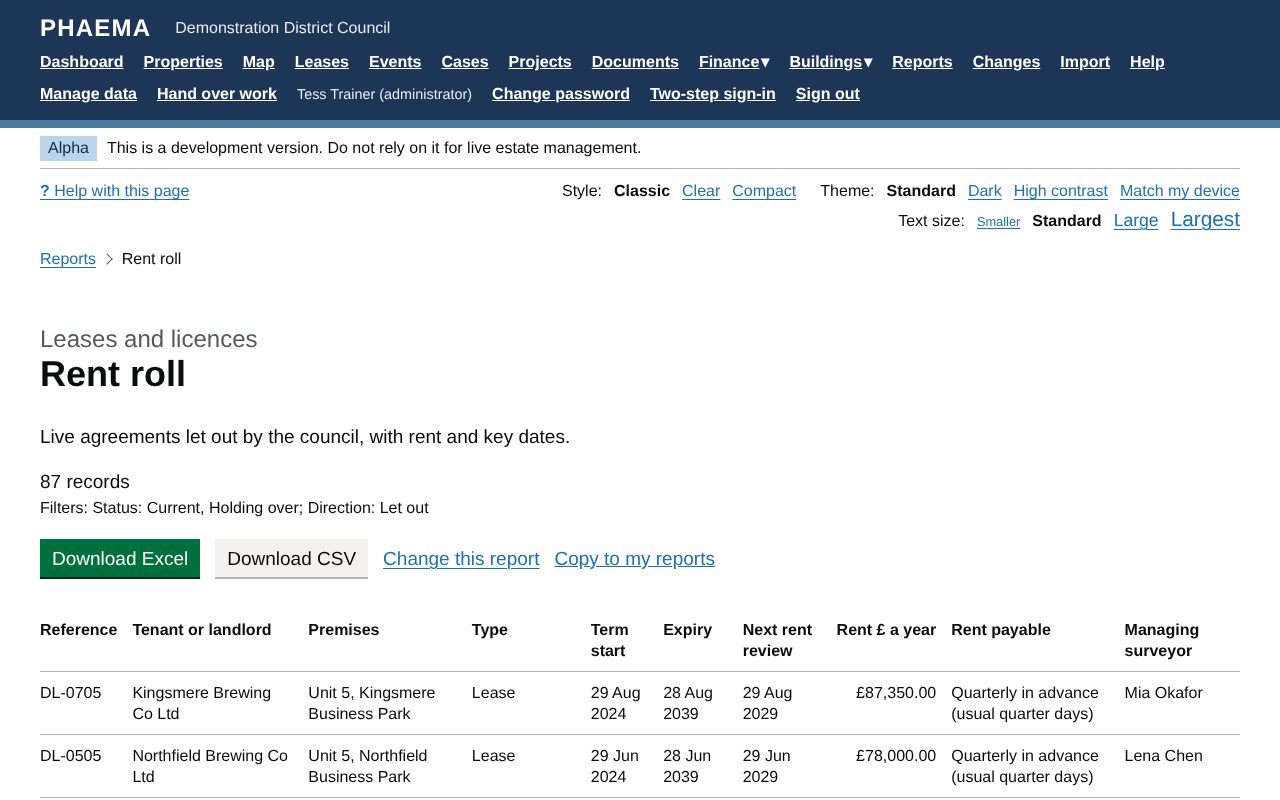 PHAEMA Demonstration District Council
Dashboard Properties Map Leases Events Cases Projects Documents Finance▾ Buildings▾ Reports Changes Import Help
Manage data Hand over work Tess Trainer (administrator) Change password Two-step sign-in Sign out
Alpha This is a development version. Do not rely on it for live estate management.
? Help with this page Style: Classic Clear Compact Theme: Standard Dark High contrast Match my device
Text size: Smaller Standard Large Largest
Reports > Rent roll
Leases and licences
Rent roll
Live agreements let out by the council, with rent and key dates.
87 records
Filters: Status: Current, Holding over; Direction: Let out
Download Excel Download CSV Change this report Copy to my reports
Reference Tenant or landlord Premises Type Term start Expiry Next rent review Rent £ a year Rent payable Managing surveyor
DL-0705 Kingsmere Brewing Co Ltd Unit 5, Kingsmere Business Park Lease 29 Aug 2024 28 Aug 2039 29 Aug 2029 £87,350.00 Quarterly in advance (usual quarter days) Mia Okafor
DL-0505 Northfield Brewing Co Ltd Unit 5, Northfield Business Park Lease 29 Jun 2024 28 Jun 2039 29 Jun 2029 £78,000.00 Quarterly in advance (usual quarter days) Lena Chen